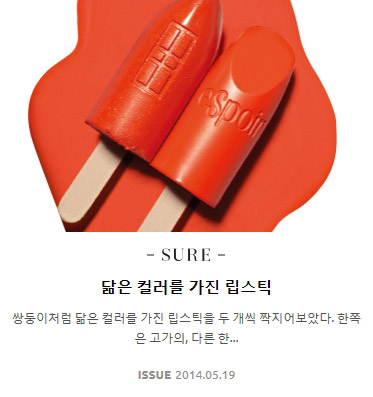 espoir
- SURE -
닮은 컬러를 가진 립스틱
쌍둥이처럼 닮은 컬러를 가진 립스틱을 두 개씩 짝지어보았다. 한쪽
은 고가의, 다른 한...
ISSUE 2014.05.19